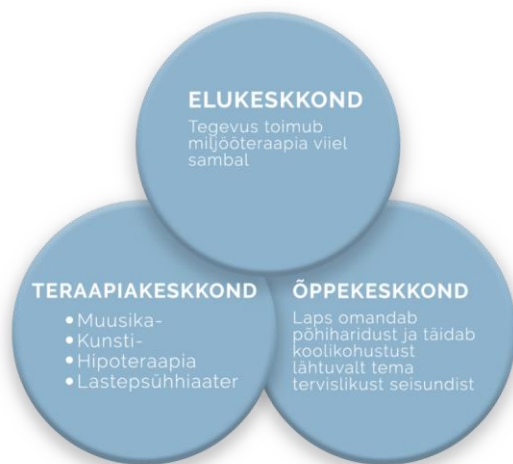 ELUKESKKOND
Tegevus toimub
miljööteraapia viiel
sambal
TERAAPIAKESKKOND
• Muusika-
• Kunsti-
• Hipoteraapia
• Lastepsühhiaater
ÕPPEKESKKOND
Laps omandab
põhiharidust ja täidab
koolikohustust
lähtuvalt tema
tervislikust seisundist